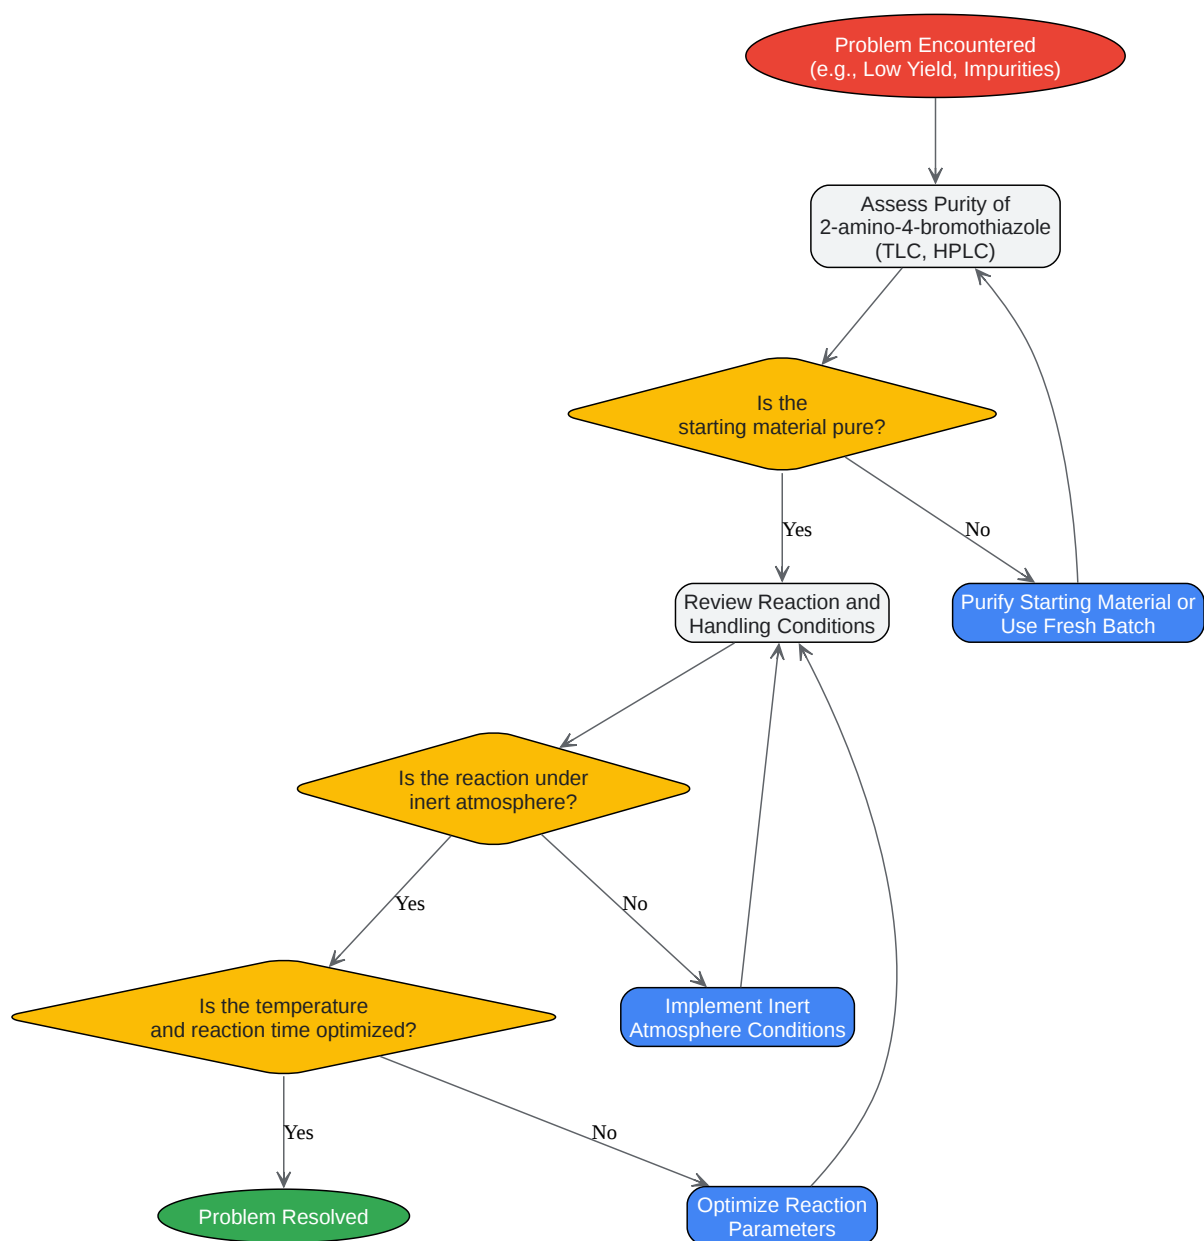 Problem Encountered
(e.g., Low Yield, Impurities)
Assess Purity of
2-amino-4-bromothiazole
(TLC, HPLC)
Is the
starting material pure?
Yes
No
Review Reaction and
Handling Conditions
Purify Starting Material or
Use Fresh Batch
Is the reaction under
inert atmosphere?
Yes
No
Is the temperature
and reaction time optimized?
Implement Inert
Atmosphere Conditions
Yes
No
Problem Resolved
Optimize Reaction
Parameters